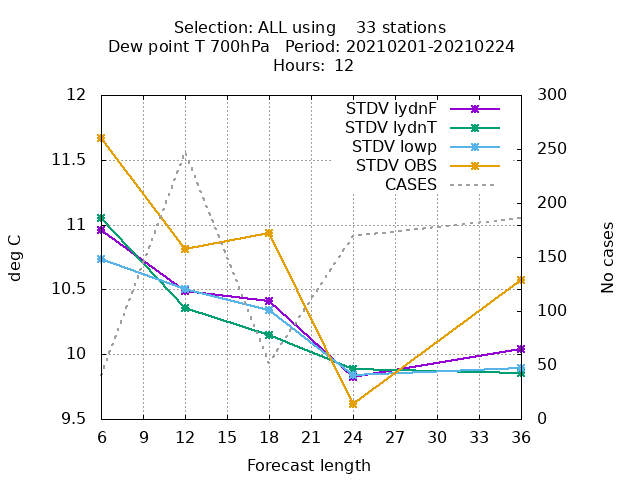 Selection: ALL using    33 stations
Dew point T 700hPa   Period: 20210201-20210224
Hours:  12
12
11.5
11
10.5
10
9.5
300
250
200
150
100
50
0
STDV lydnF
STDV lydnT
STDV lowp
STDV OBS
CASES
deg C
No cases
6 9 12 15 18 21 24 27 30 33 36
Forecast length